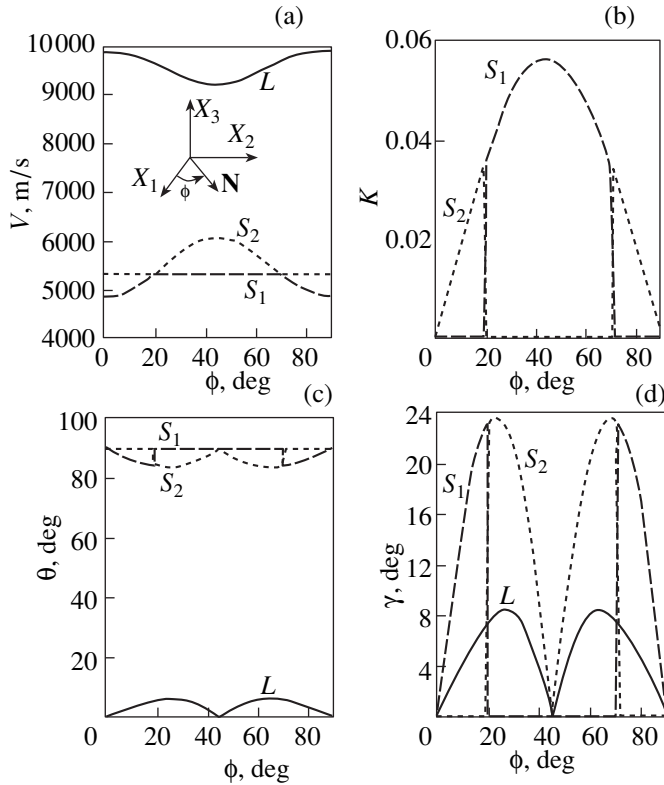 (a)
10000
9000
8000
7000
6000
5000
4000
V, m/s
L
X3
X2
X1
ϕ
N
S2
S1
0 20 40 60 80
ϕ, deg
(b)
0.06
0.04
0.02
K
S1
S2
0 20 40 60 80
ϕ, deg
(c)
100
80
60
40
20
θ, deg
S1
S2
L
0 20 40 60 80
ϕ, deg
(d)
24
20
16
12
8
4
γ, deg
S1
S2
L
0 20 40 60 80
ϕ, deg